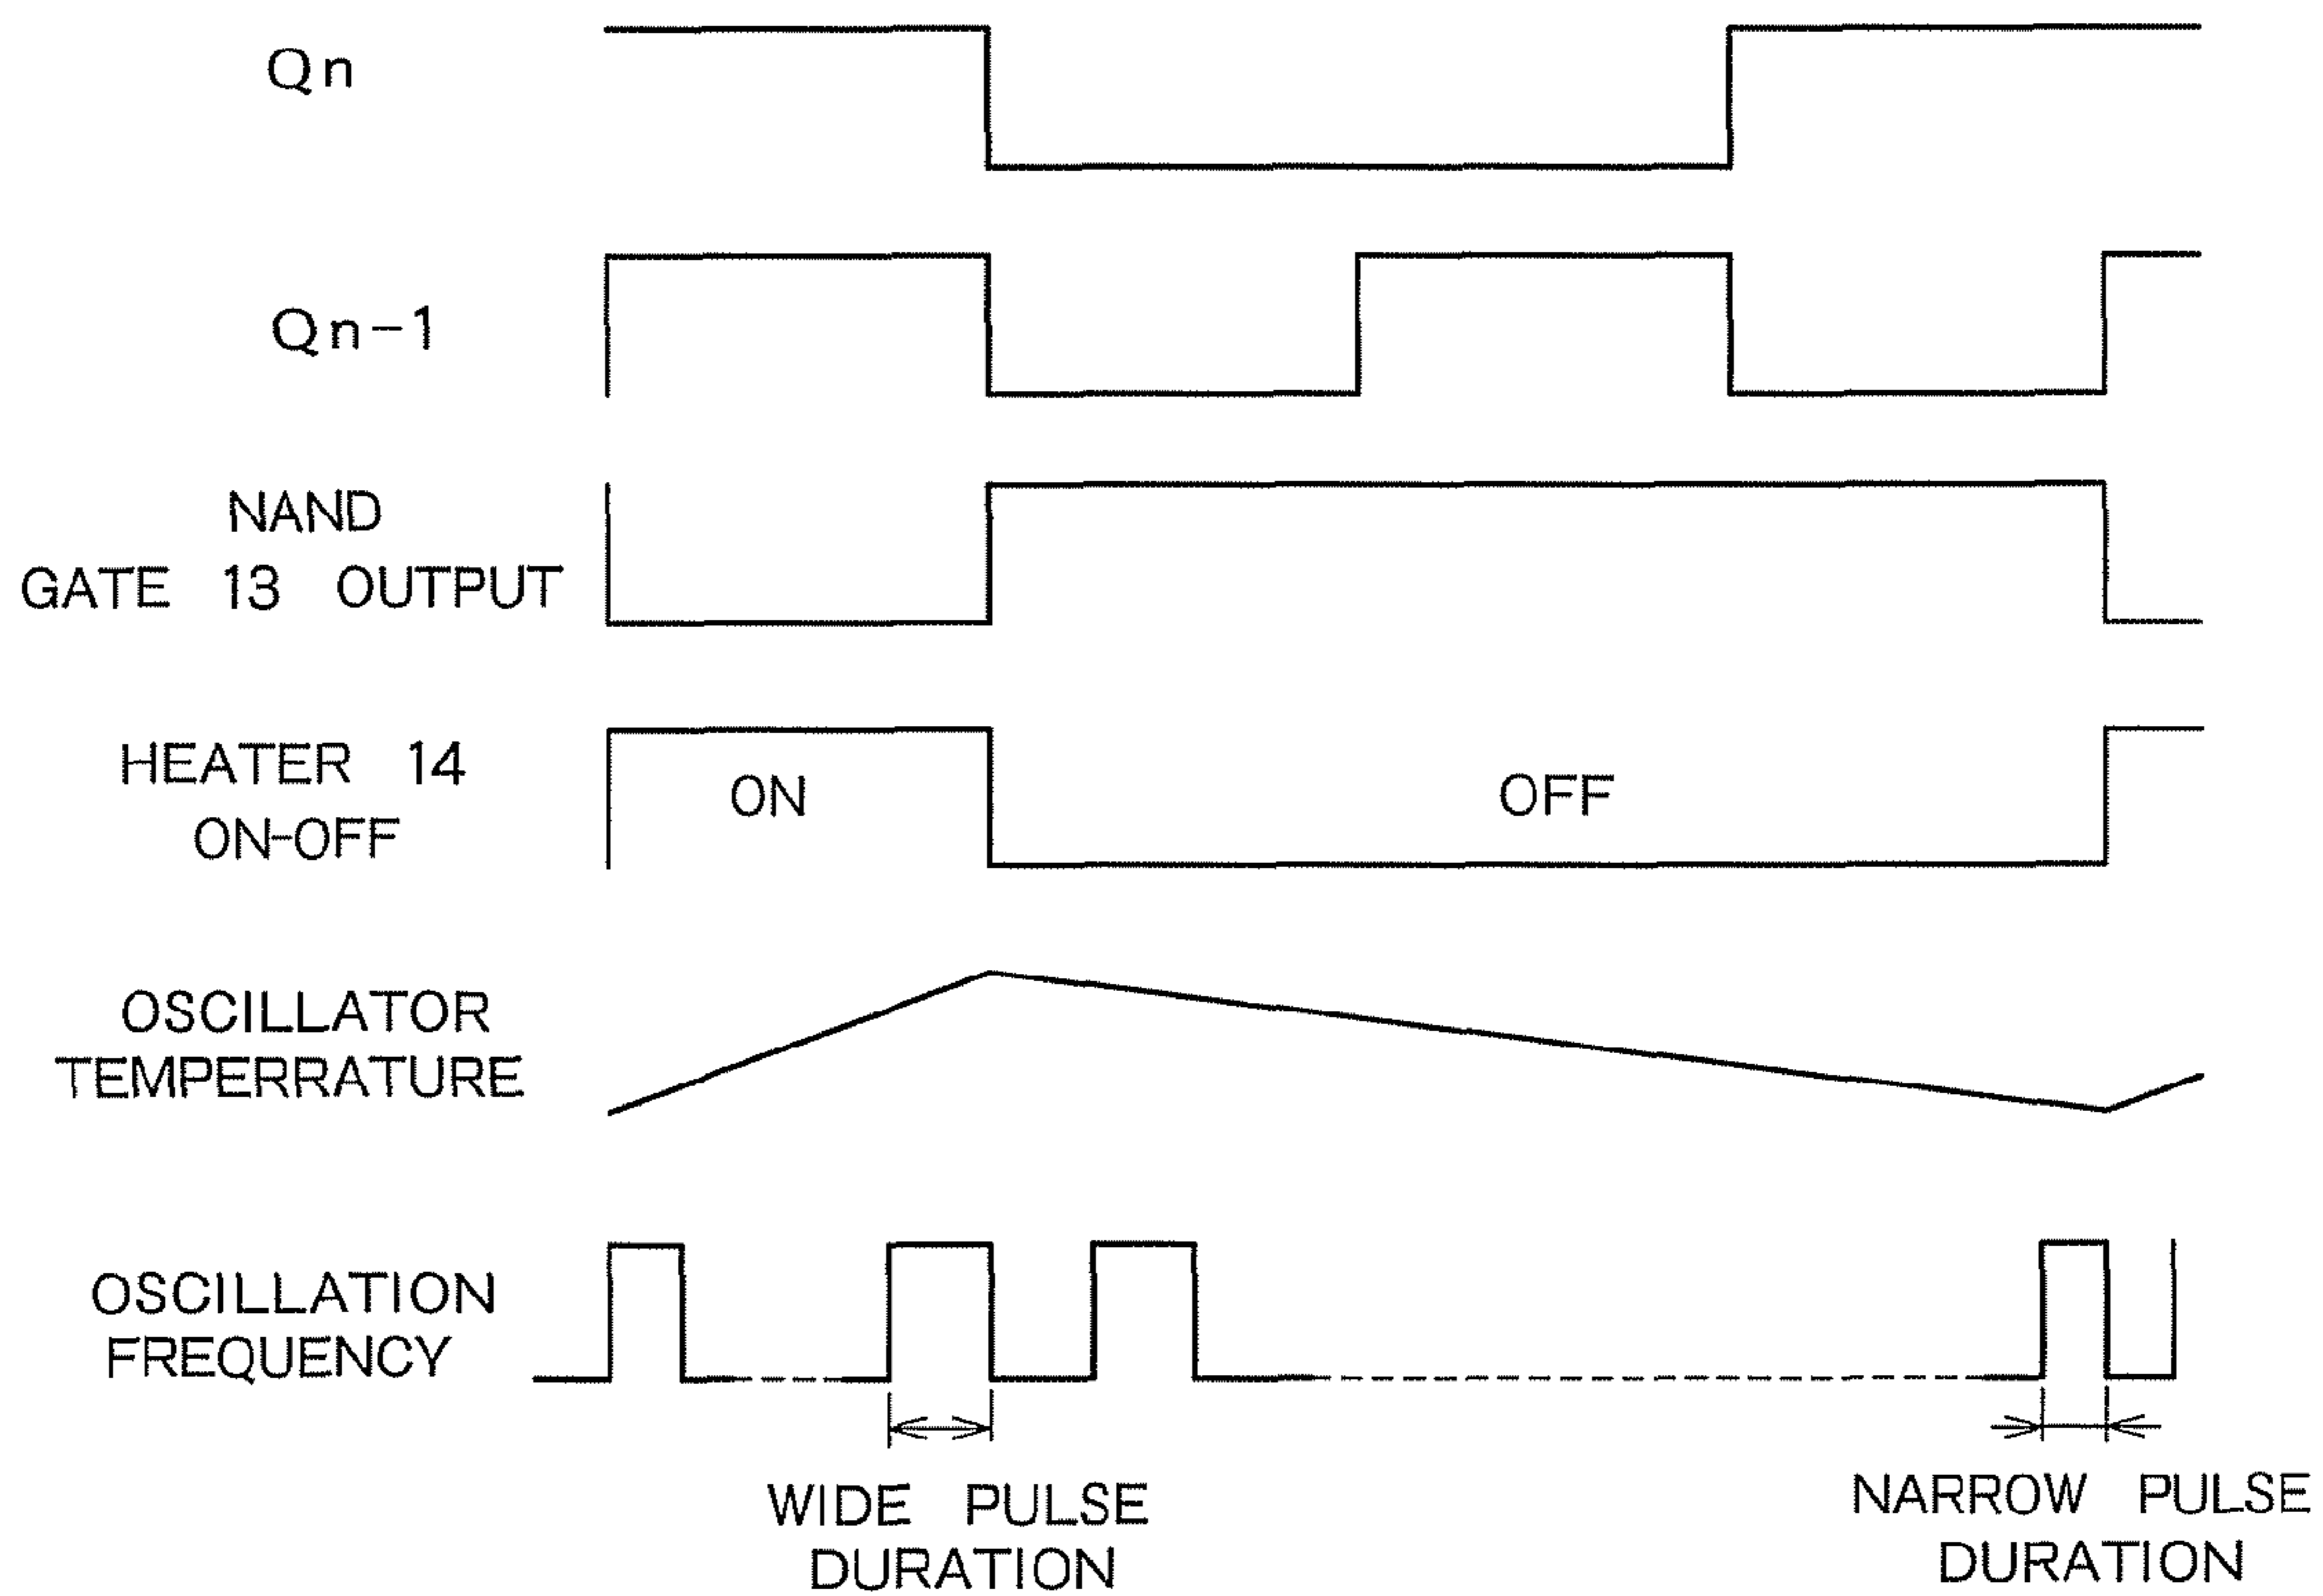 Qn
Qn-1
NAND
GATE 13 OUTPUT
HEATER 14
ON-OFF
ON
OFF
OSCILLATOR
TEMPERRATURE
OSCILLATION
FREQUENCY
WIDE PULSE
DURATION
NARROW PULSE
DURATION